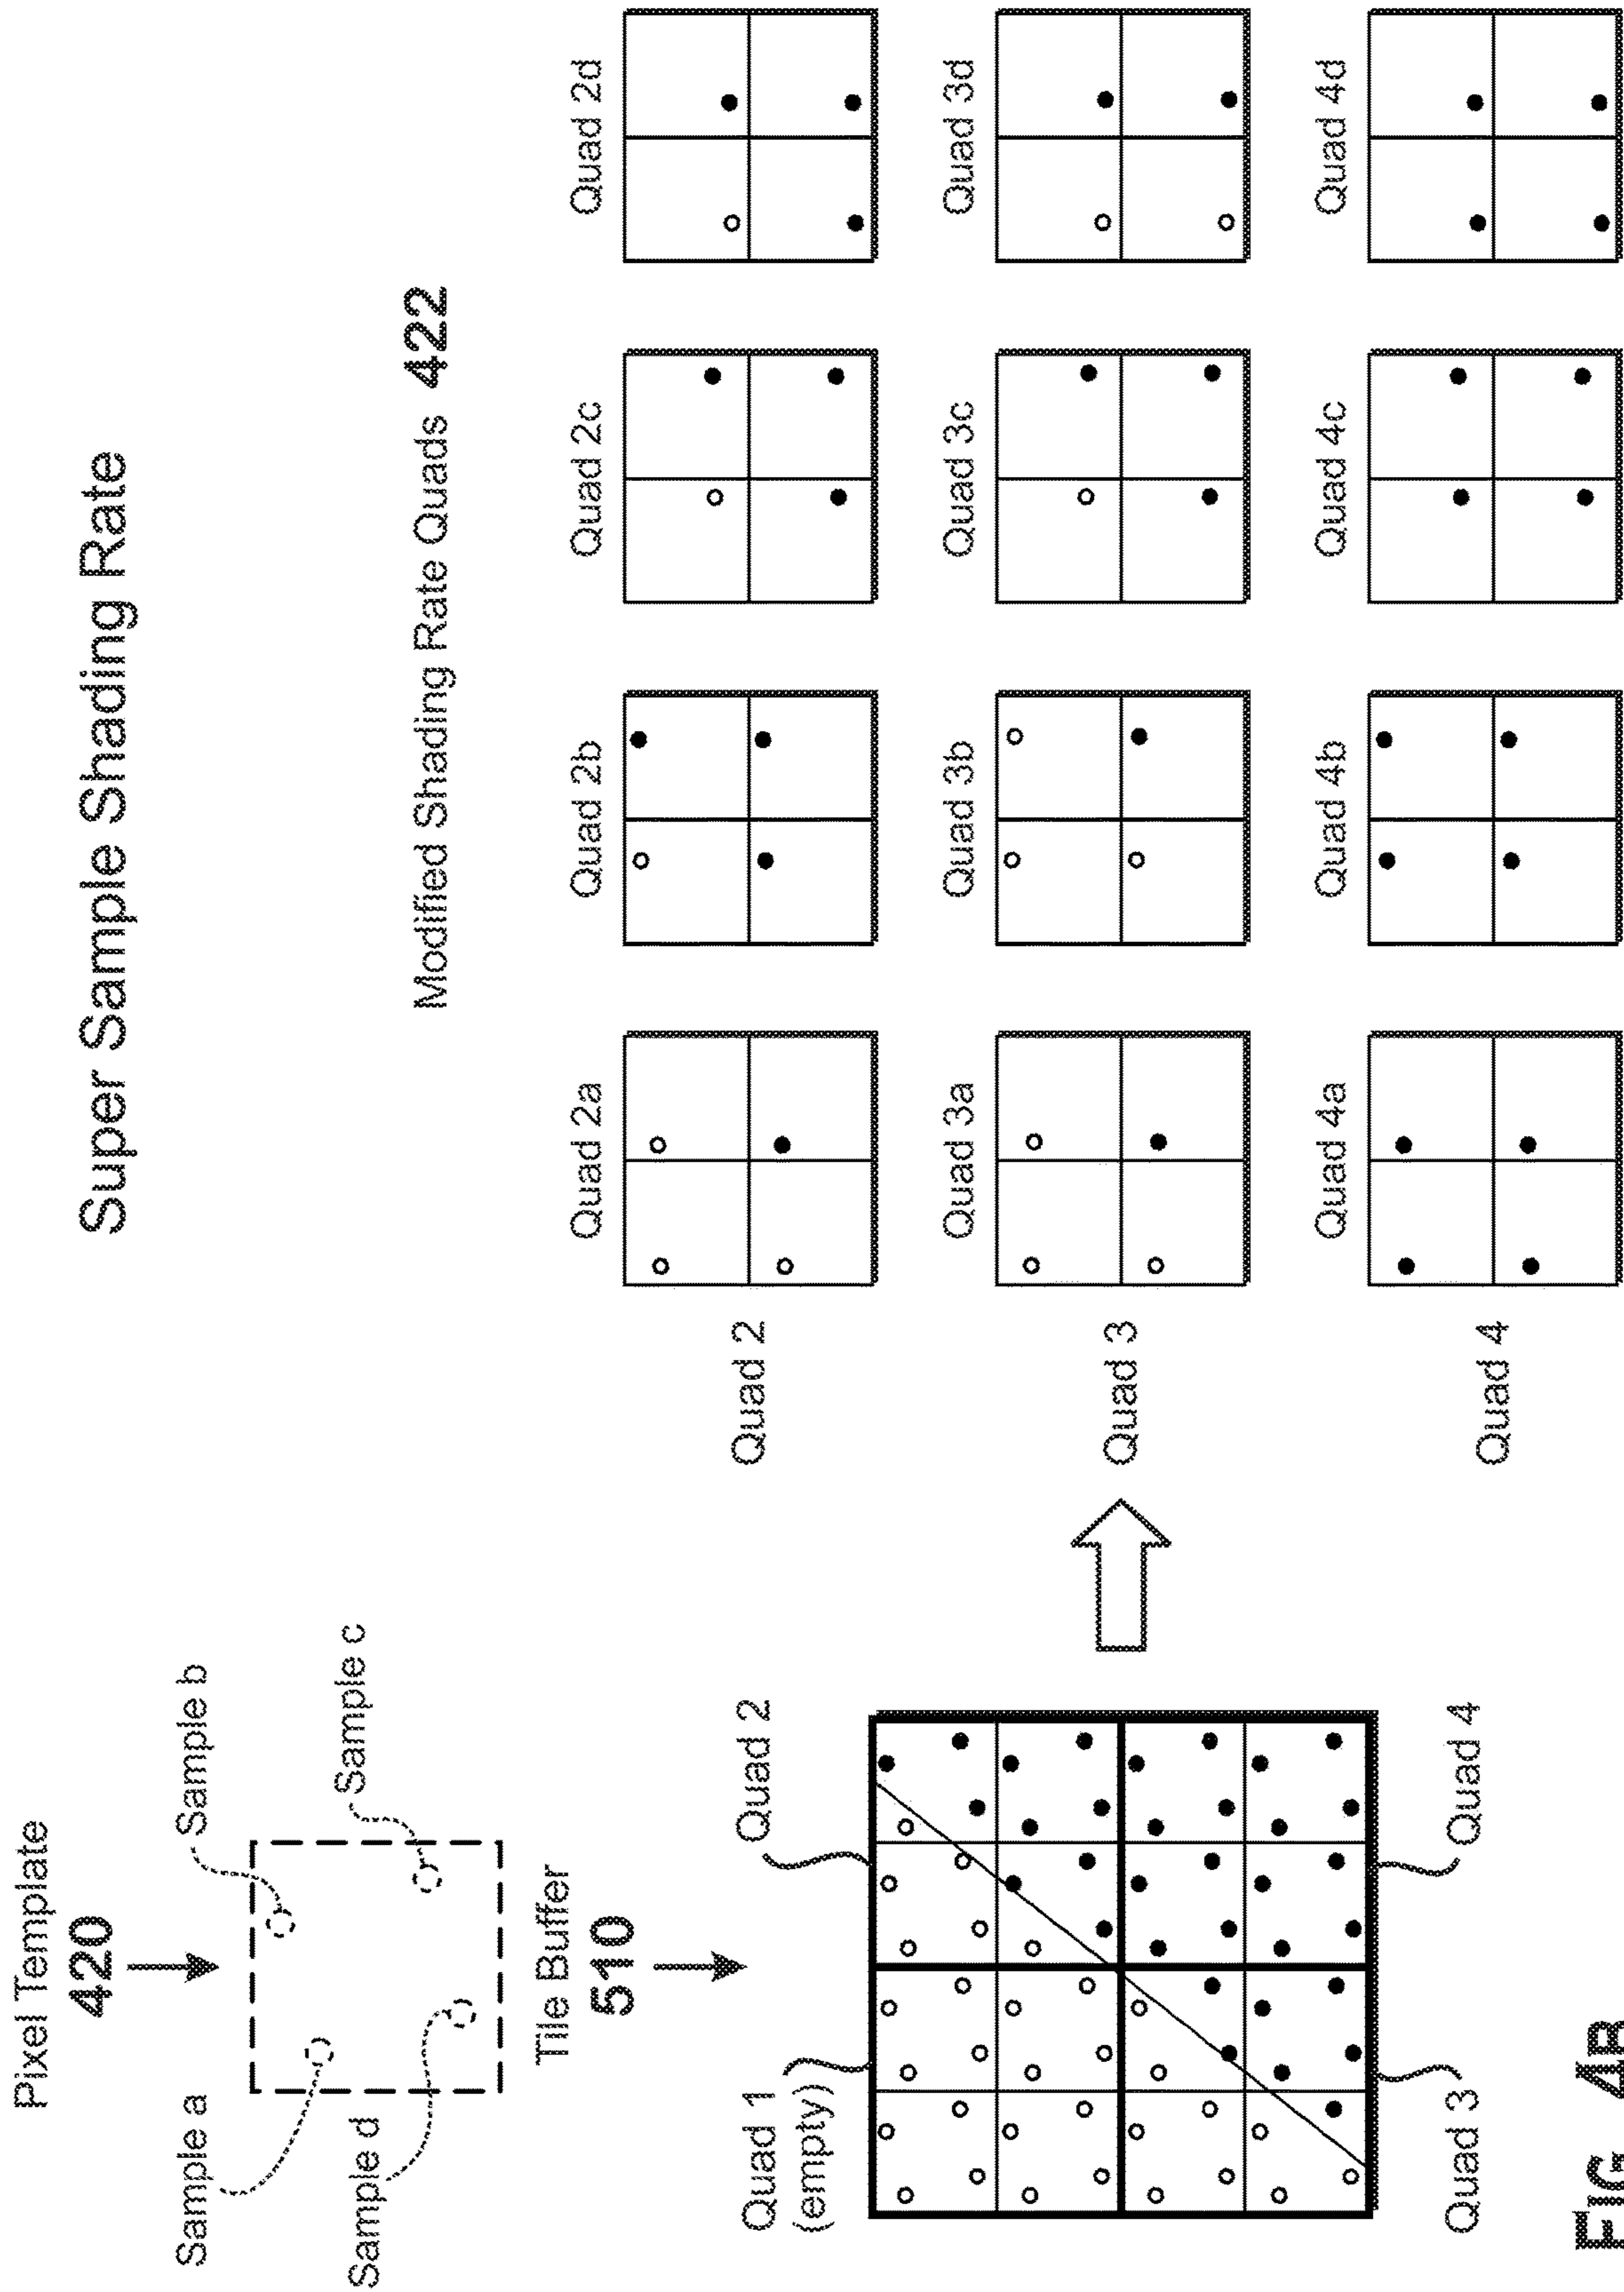 Super Sample Shading Rate
Pixel Template
420
Sample a
Sample b
Sample c
Sample d
Tile Buffer
510
Quad 1
(empty)
Quad 2
Quad 3
Quad 4
Modified Shading Rate Quads 422
Quad 2
Quad 2a
Quad 2b
Quad 2c
Quad 2d
Quad 3
Quad 3a
Quad 3b
Quad 3c
Quad 3d
Quad 4
Quad 4a
Quad 4b
Quad 4c
Quad 4d
FIG. 4B